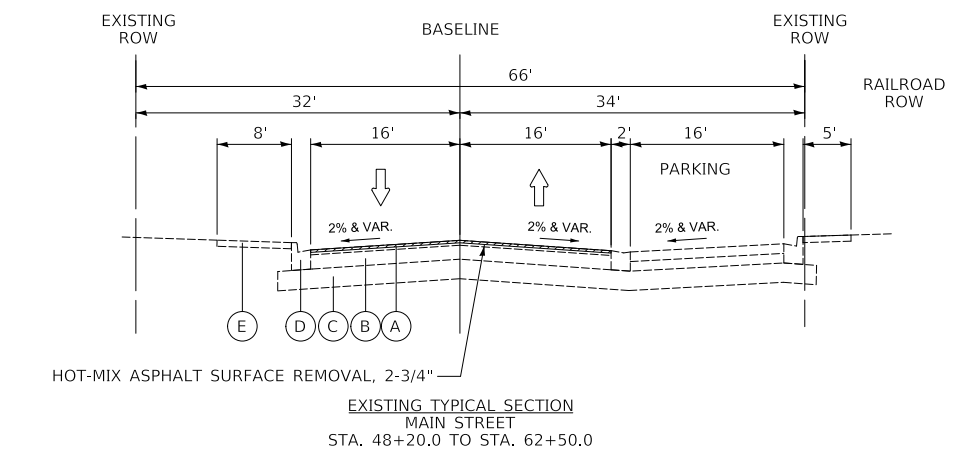 EXISTING
ROW
BASELINE
EXISTING
ROW
66'
RAILROAD
ROW
32'
34'
8'
16'
16'
2'
16'
5'
PARKING
2% & VAR.
2% & VAR.
2% & VAR.
E
D
C
B
A
HOT-MIX ASPHALT SURFACE REMOVAL, 2-3/4"
EXISTING TYPICAL SECTION
MAIN STREET
STA. 48+20.0 TO STA. 62+50.0